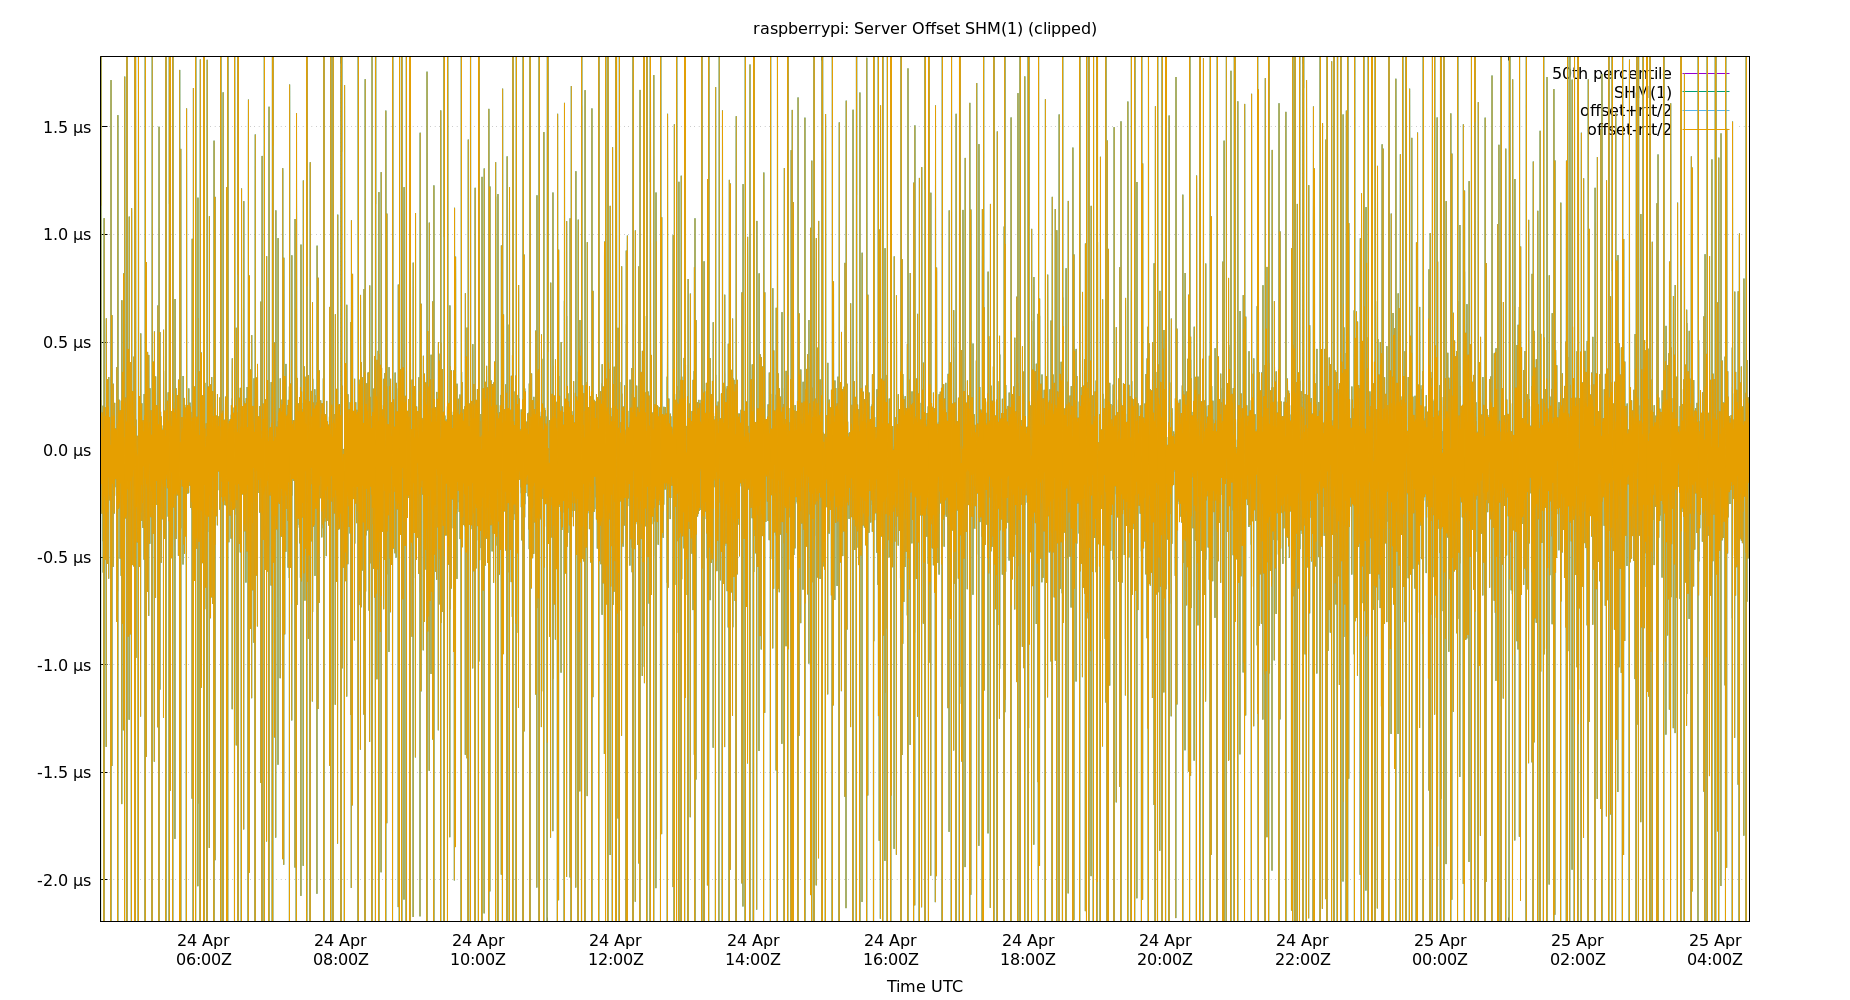 raspberrypi: Server Offset SHM(1) (clipped)
50th percentile
SHM(1)
offset+rtt/2
offset-rtt/2
1.5 µs
1.0 µs
0.5 µs
0.0 µs
-0.5 µs
-1.0 µs
-1.5 µs
-2.0 µs
24 Apr 24 Apr 24 Apr 24 Apr 24 Apr 24 Apr 24 Apr 24 Apr 24 Apr 25 Apr 25 Apr 25 Apr
06:00Z 08:00Z 10:00Z 12:00Z 14:00Z 16:00Z 18:00Z 20:00Z 22:00Z 00:00Z 02:00Z 04:00Z
Time UTC